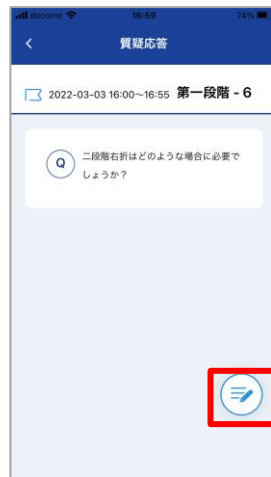 docomo 16:59 74%
質疑応答
2022-03-03 16:00~16:55 第一段階 - 6
Q 二段階右折はどのような場合に必要で
しょうか？